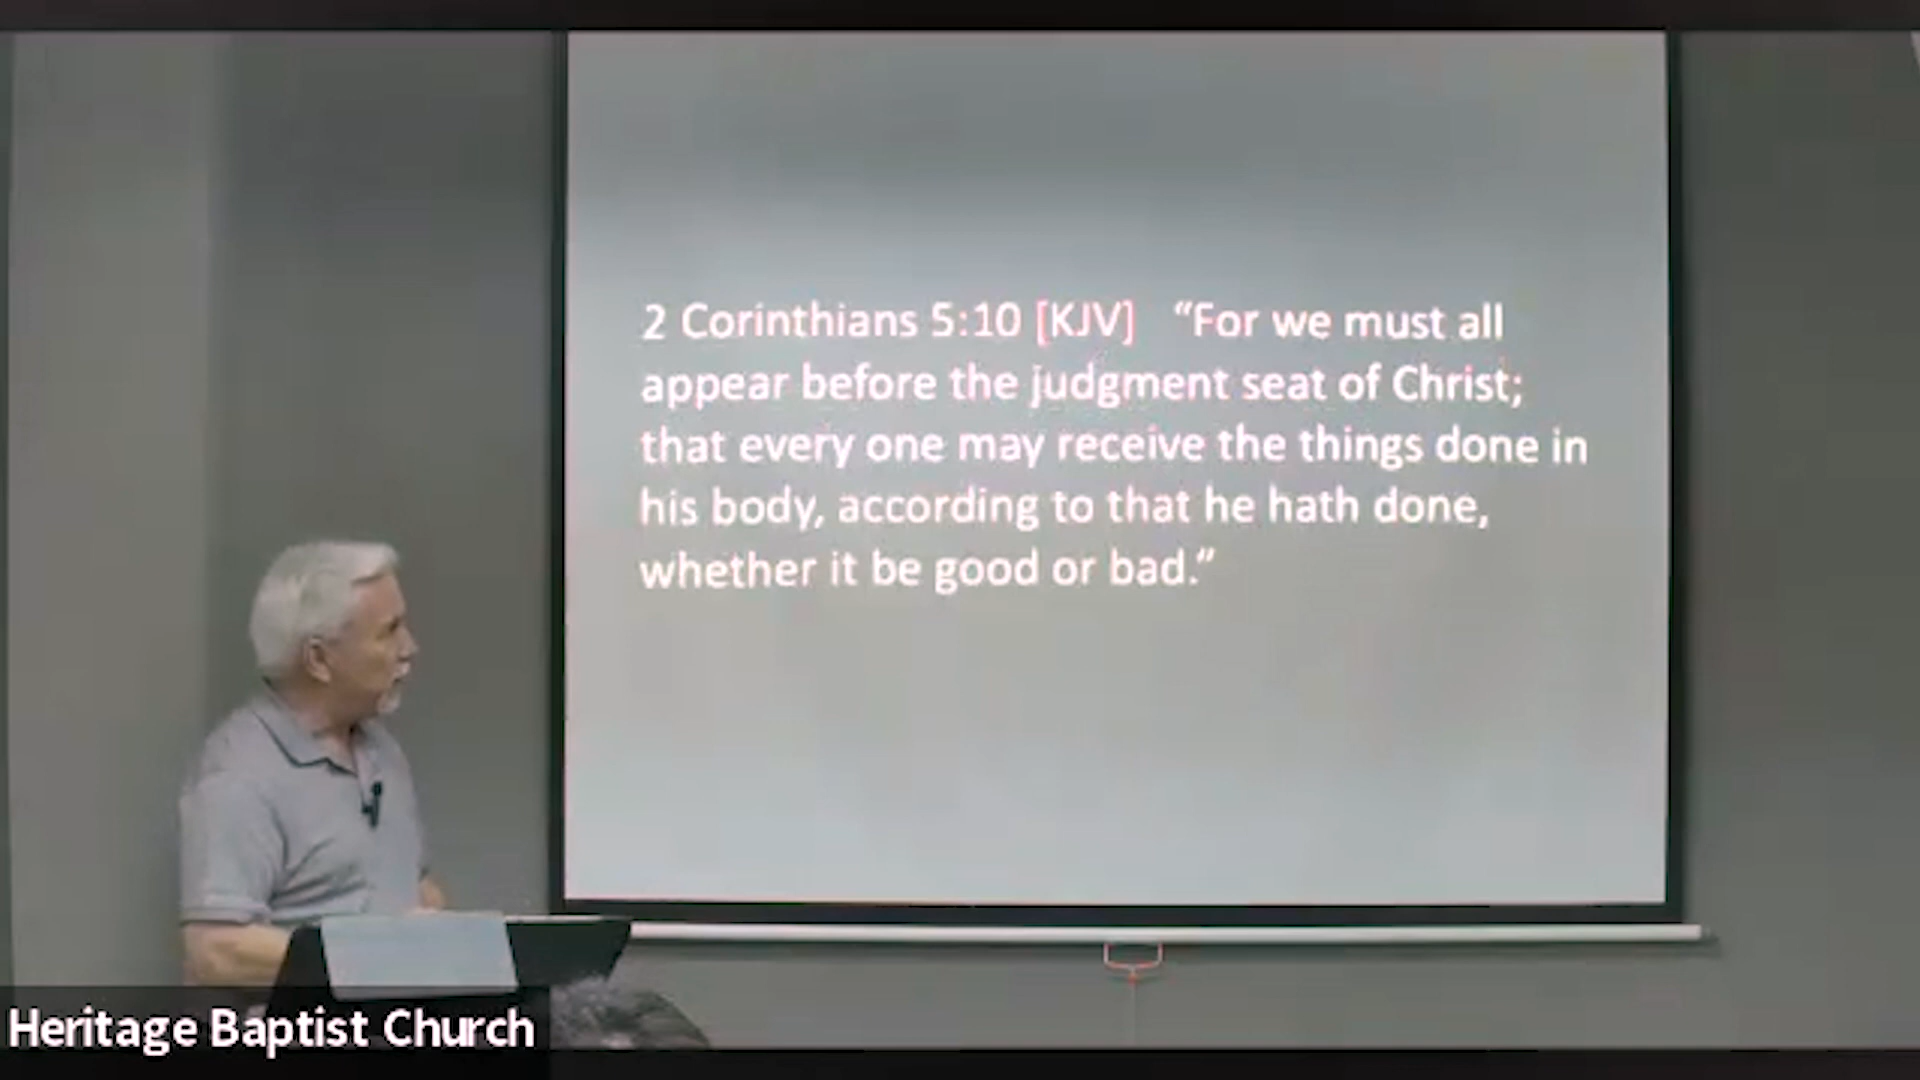 2 Corinthians 5:10 [KJV] “For we must all
appear before the judgment seat of Christ;
that every one may receive the things done in
his body, according to that he hath done,
whether it be good or bad.”
Heritage Baptist Church